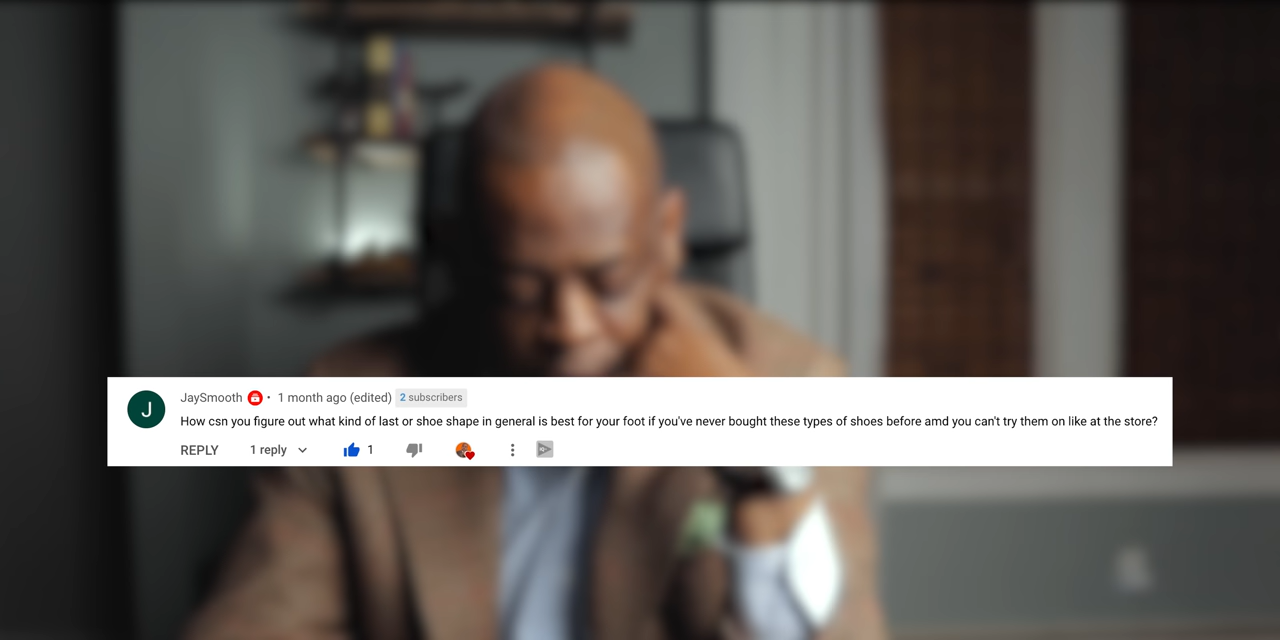 J
JaySmooth • 1 month ago (edited) 2 subscribers
How csn you figure out what kind of last or shoe shape in general is best for your foot if you've never bought these types of shoes before amd you can't try them on like at the store?
REPLY 1 reply 1